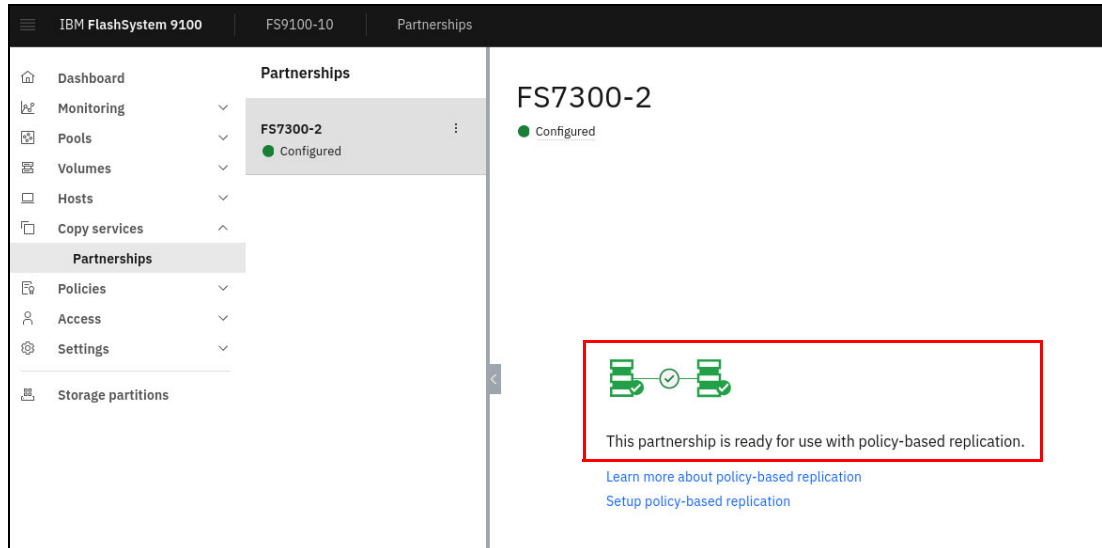 IBM FlashSystem 9100
FS9100-10
Partnerships
Dashboard
Monitoring
Pools
Volumes
Hosts
Copy services
Partnerships
Policies
Access
Settings
Storage partitions
Partnerships
FS7300-2
Configured
FS7300-2
Configured
This partnership is ready for use with policy-based replication.
Learn more about policy-based replication
Setup policy-based replication